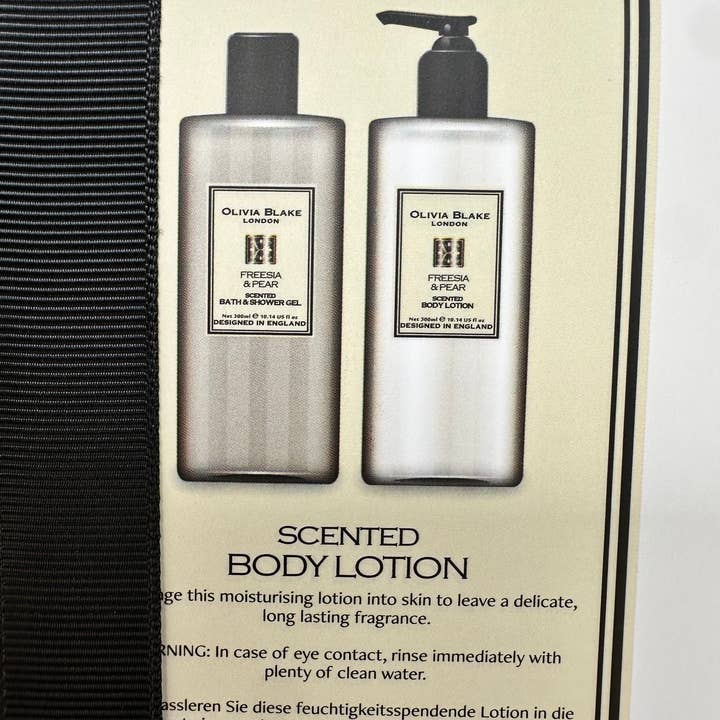 OLIVIA BLAKE
LONDON
FREESIA
& PEAR
SCENTED
BATH & SHOWER GEL
Net 300ml e 10.14 US fl oz
DESIGNED IN ENGLAND
OLIVIA BLAKE
LONDON
FREESIA
& PEAR
SCENTED
BODY LOTION
Net 300ml e 10.14 US fl oz
DESIGNED IN ENGLAND
SCENTED
BODY LOTION
age this moisturising lotion into skin to leave a delicate,
long lasting fragrance.
RNING: In case of eye contact, rinse immediately with
plenty of clean water.
assleren Sie diese feuchtigkeitsspendende Lotion in die